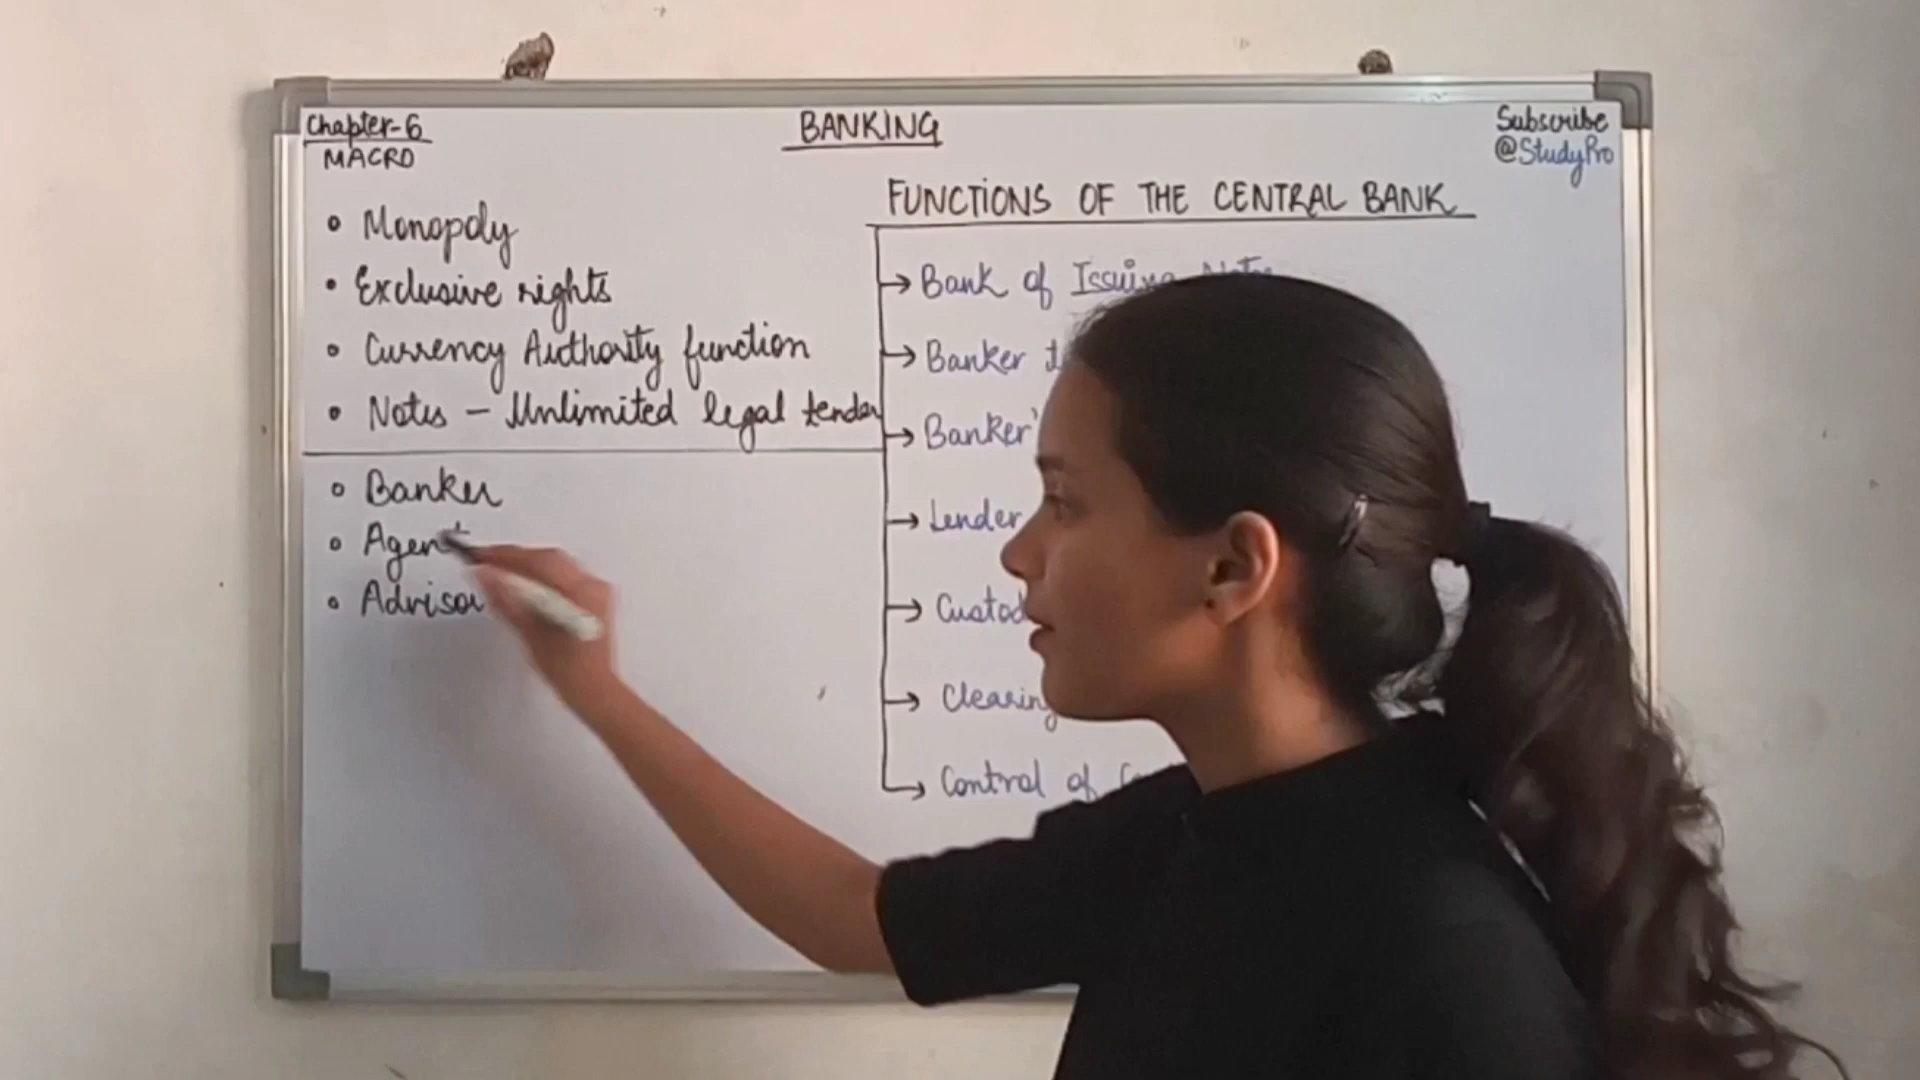 Chapter-6
MACRO
BANKING
Subscribe
@StudyPro
• Monopoly
• Exclusive rights
• Currency Authority function
• Notes - Unlimited legal tender
• Banker
• Agent
• Advisor
FUNCTIONS OF THE CENTRAL BANK
→ Bank of Issuing
→ Banker
→ Banker's
→ Lender
→
→ Clearing
→ Control of